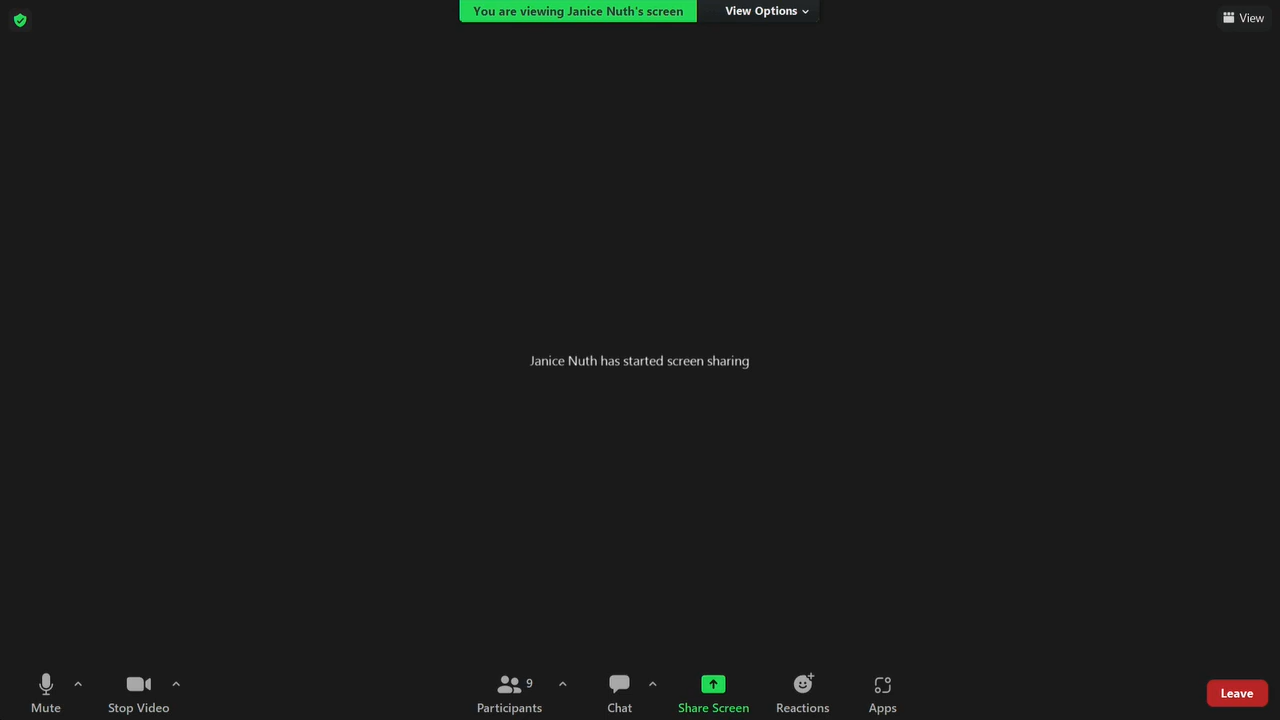 You are viewing Janice Nuth's screen
View Options
View
Janice Nuth has started screen sharing
Mute
Stop Video
9
Participants
Chat
Share Screen
Reactions
Apps
Leave